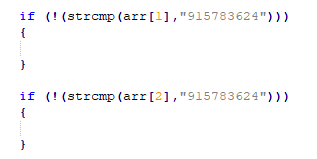 if (!(strcmp(arr[1],"915783624")))
{
}
if (!(strcmp(arr[2],"915783624")))
{
}